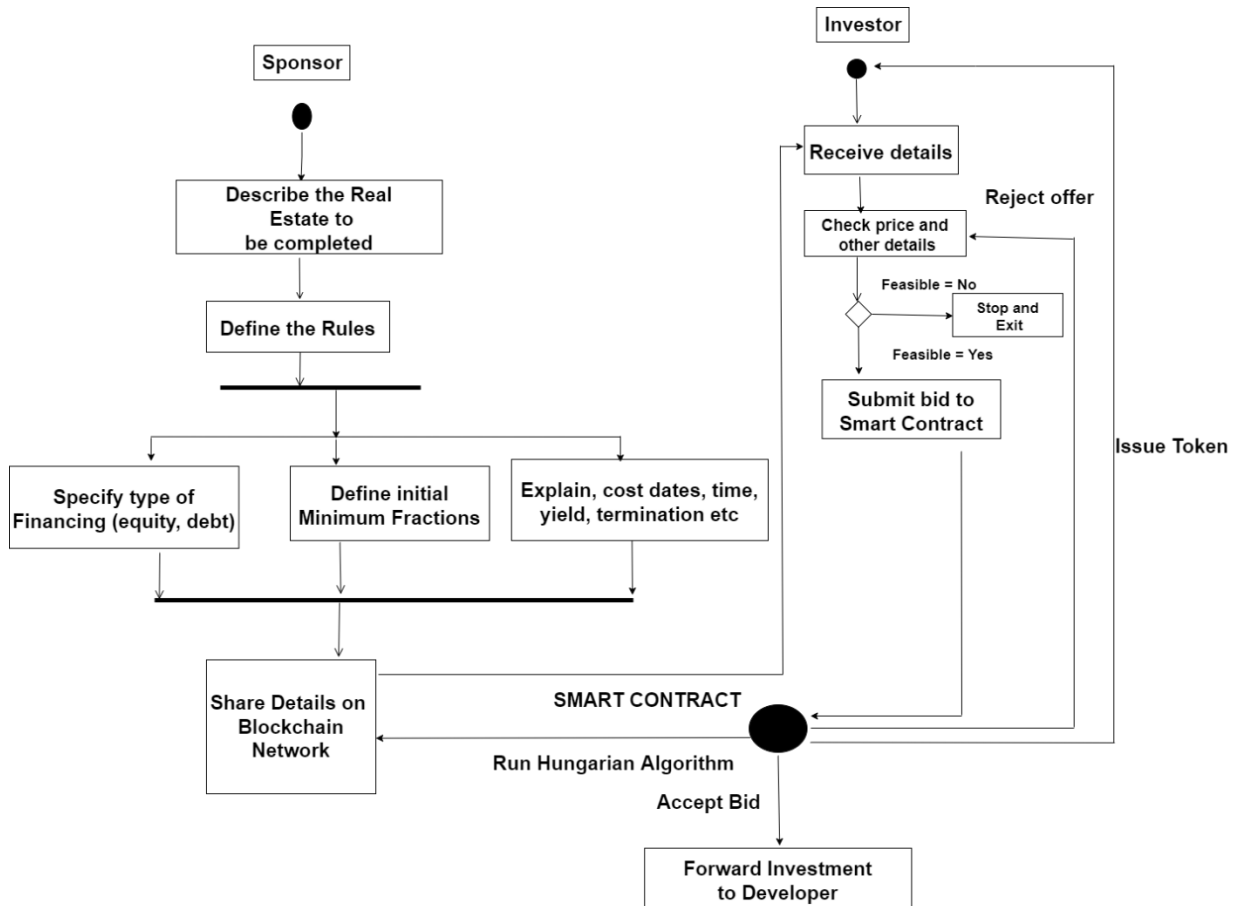 Sponsor
Describe the Real
Estate to
be completed
Define the Rules
Specify type of
Financing (equity, debt)
Define initial
Minimum Fractions
Explain, cost dates, time,
yield, termination etc
Share Details on
Blockchain
Network
Investor
Receive details
Reject offer
Check price and
other details
Feasible = No
Stop and
Exit
Feasible = Yes
Submit bid to
Smart Contract
Issue Token
SMART CONTRACT
Run Hungarian Algorithm
Accept Bid
Forward Investment
to Developer